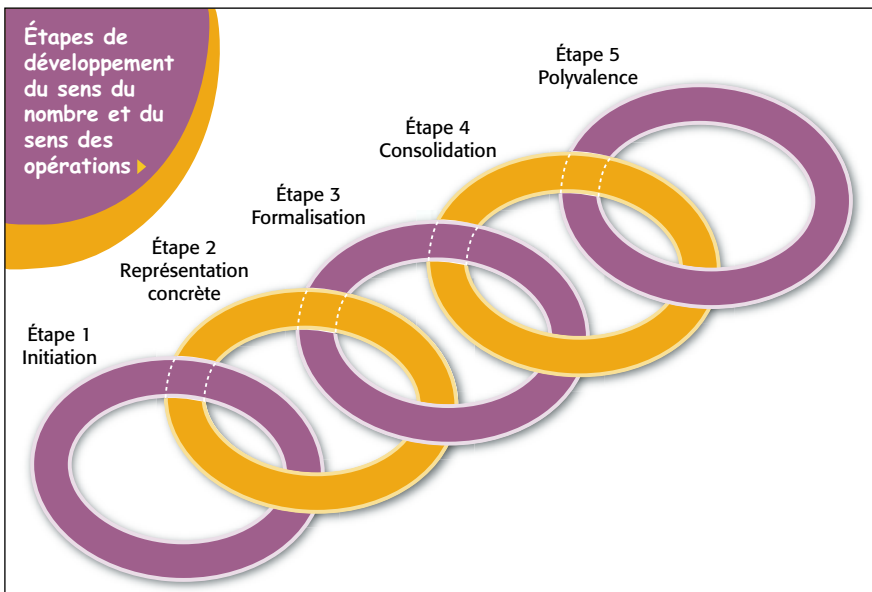 Étapes de
développement
du sens du
nombre et du
sens des
opérations
Étape 1
Initiation
Étape 2
Représentation
concrète
Étape 3
Formalisation
Étape 4
Consolidation
Étape 5
Polyvalence